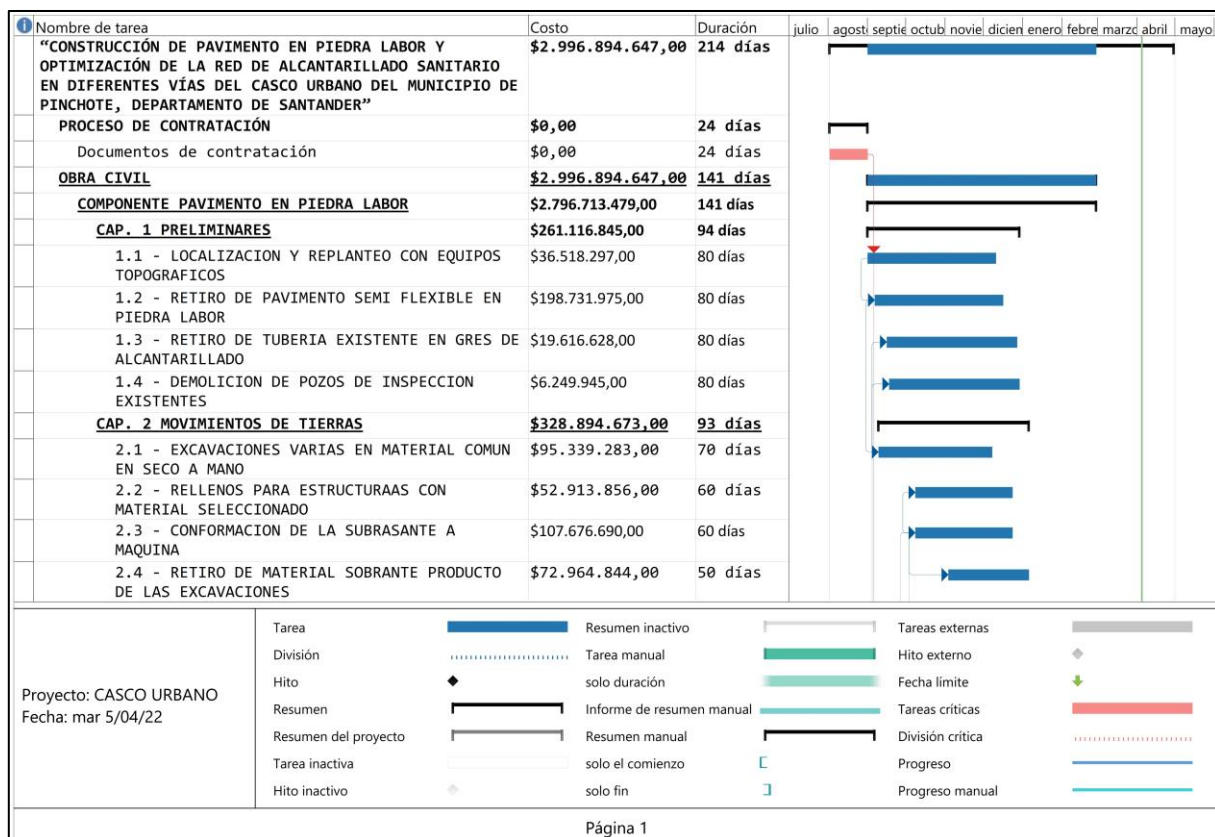 Nombre de tarea Costo Duración julio agost septie octub novie dicien enero febre marzo abril mayo
“CONSTRUCCIÓN DE PAVIMENTO EN PIEDRA LABOR Y $2.996.894.647,00 214 días
OPTIMIZACIÓN DE LA RED DE ALCANTARILLADO SANITARIO
EN DIFERENTES VÍAS DEL CASCO URBANO DEL MUNICIPIO DE
PINCHOTE, DEPARTAMENTO DE SANTANDER”
PROCESO DE CONTRATACIÓN $0,00 24 días
Documentos de contratación $0,00 24 días
OBRA CIVIL $2.996.894.647,00 141 días
COMPONENTE PAVIMENTO EN PIEDRA LABOR $2.796.713.479,00 141 días
CAP. 1 PRELIMINARES $261.116.845,00 94 días
1.1 - LOCALIZACION Y REPLANTEO CON EQUIPOS $36.518.297,00 80 días
TOPOGRAFICOS
1.2 - RETIRO DE PAVIMENTO SEMI FLEXIBLE EN $198.731.975,00 80 días
PIEDRA LABOR
1.3 - RETIRO DE TUBERIA EXISTENTE EN GRES DE $19.616.628,00 80 días
ALCANTARILLADO
1.4 - DEMOLICION DE POZOS DE INSPECCION $6.249.945,00 80 días
EXISTENTES
CAP. 2 MOVIMIENTOS DE TIERRAS $328.894.673,00 93 días
2.1 - EXCAVACIONES VARIAS EN MATERIAL COMUN $95.339.283,00 70 días
EN SECO A MANO
2.2 - RELLENOS PARA ESTRUCTURAAS CON $52.913.856,00 60 días
MATERIAL SELECCIONADO
2.3 - CONFORMACION DE LA SUBRASANTE A $107.676.690,00 60 días
MAQUINA
2.4 - RETIRO DE MATERIAL SOBRANTE PRODUCTO $72.964.844,00 50 días
DE LAS EXCAVACIONES
Proyecto: CASCO URBANO
Fecha: mar 5/04/22
Tarea Resumen inactivo Tareas externas
División Tarea manual Hito externo
Hito solo duración Fecha límite
Resumen Informe de resumen manual Tareas críticas
Resumen del proyecto Resumen manual División crítica
Tarea inactiva solo el comienzo Progreso
Hito inactivo solo fin Progreso manual
Página 1